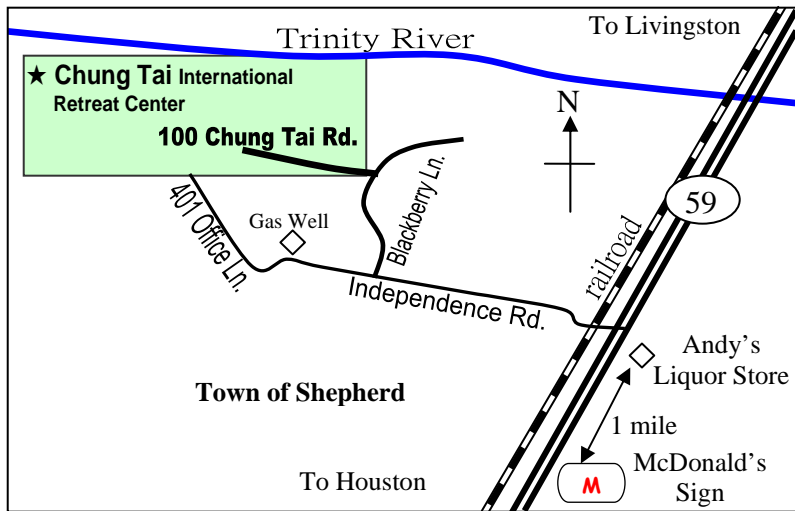 To Livingston
Trinity River
★ Chung Tai International
Retreat Center
100 Chung Tai Rd.
N
Blackberry Ln.
401 Office Ln.
Gas Well
59
railroad
Independence Rd.
Andy's
Liquor Store
Town of Shepherd
1 mile
To Houston
McDonald's
Sign
M